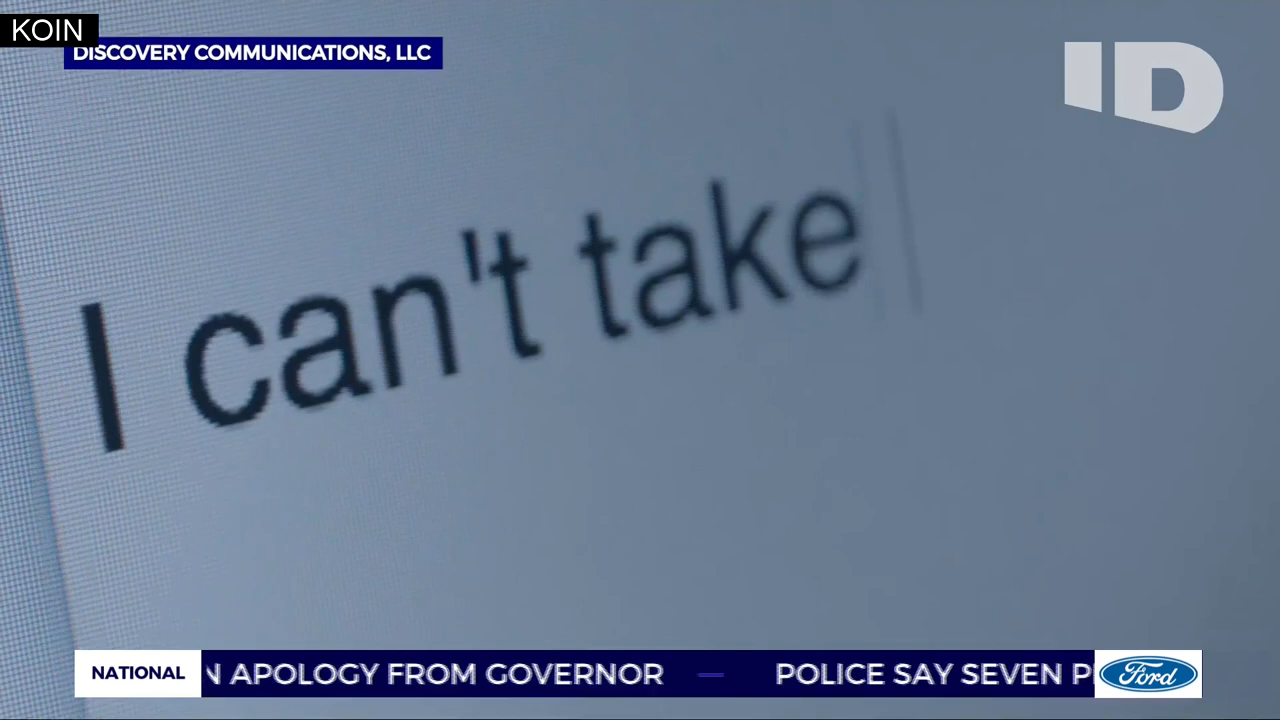 KOIN
DISCOVERY COMMUNICATIONS, LLC
ID
I can't take
NATIONAL
N APOLOGY FROM GOVERNOR — POLICE SAY SEVEN
Ford